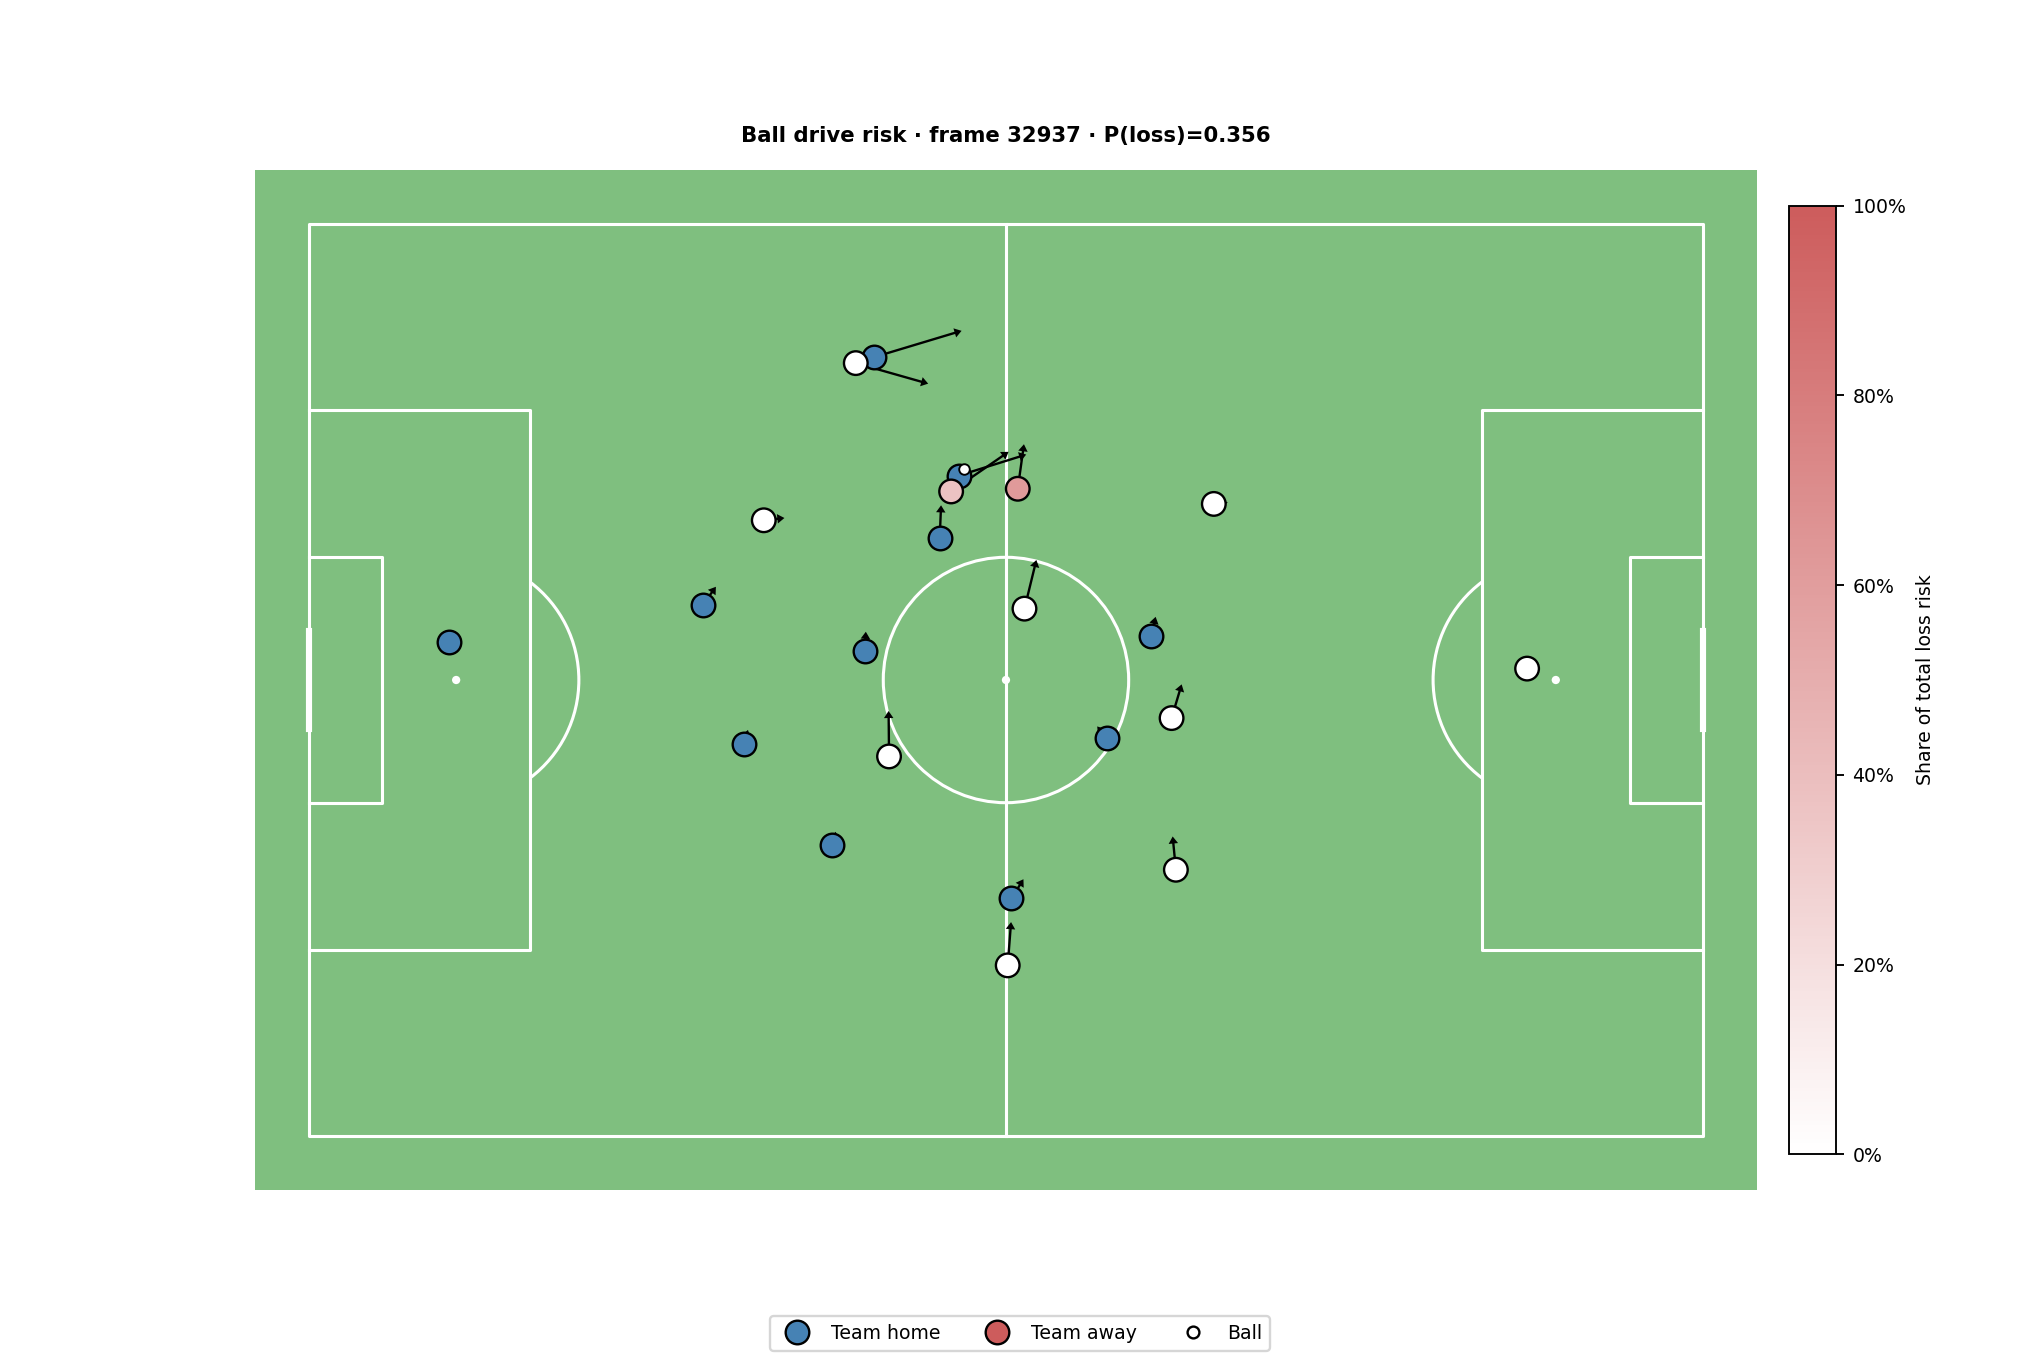 Ball drive risk · frame 32937 · P(loss)=0.356
100%
80%
60%
40%
20%
0%
Share of total loss risk
Team home
Team away
Ball